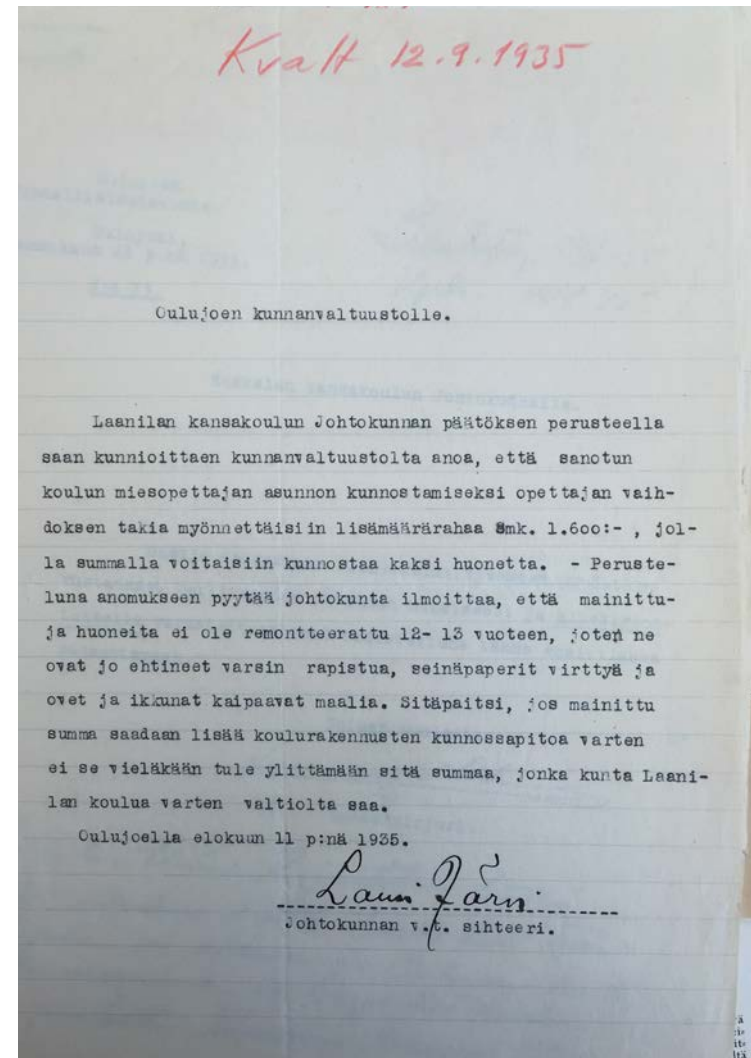 Kvalt 12.9.1935
Oulujoen kunnanvaltuustolle.
Laanilan kansakoulun Johtokunnan päätöksen perusteella
saan kunnioittaen kunnanvaltuustolta anoa, että sanotun
koulun miesopettajan asunnon kunnostamiseksi opettajan vaih-
doksen takia myönnettäisiin lisämäärärahaa Smk. 1.600:- , jol-
la summalla voitaisiin kunnostaa kaksi huonetta. - Peruste-
luna anomukseen pyytää johtokunta ilmoittaa, että mainittu-
ja huoneita ei ole remontteerattu 12- 13 vuoteen, joten ne
ovat jo ehtineet varsin rapistua, seinäpaperit virttyä ja
ovet ja ikkunat kaipaavat maalia. Sitäpaitsi, jos mainittu
summa saadaan lisää koulurakennusten kunnossapitoa varten
ei se vieläkään tule ylittämään sitä summaa, jonka kunta Laani-
lan koulua varten valtiolta saa.
Oulujoella elokuun 11 p:nä 1935.
Lauri Järvi
Johtokunnan v.t. sihteeri.